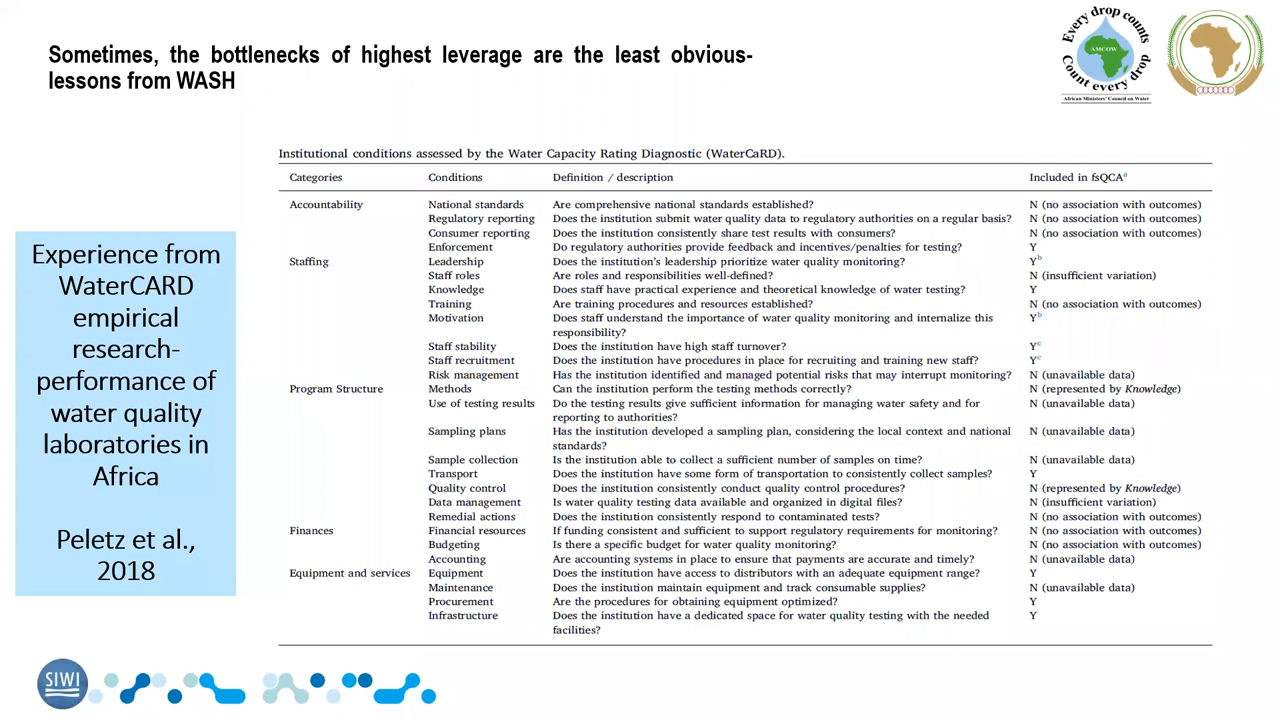 Sometimes, the bottlenecks of highest leverage are the least obvious-
lessons from WASH
Every drop counts
AMCOW
Count every drop
African Ministers' Council on Water
Experience from
WaterCARD
empirical
research-
performance of
water quality
laboratories in
Africa
Peletz et al.,
2018
Institutional conditions assessed by the Water Capacity Rating Diagnostic (WaterCaRD).
Categories Conditions Definition / description Included in fsQCAa
Accountability National standards Are comprehensive national standards established? N (no association with outcomes)
Regulatory reporting Does the institution submit water quality data to regulatory authorities on a regular basis? N (no association with outcomes)
Consumer reporting Does the institution consistently share test results with consumers? N (no association with outcomes)
Enforcement Do regulatory authorities provide feedback and incentives/penalties for testing? Y
Staffing Leadership Does the institution's leadership prioritize water quality monitoring? Yb
Staff roles Are roles and responsibilities well-defined? N (insufficient variation)
Knowledge Does staff have practical experience and theoretical knowledge of water testing? Y
Training Are training procedures and resources established? N (no association with outcomes)
Motivation Does staff understand the importance of water quality monitoring and internalize this Yb
responsibility?
Staff stability Does the institution have high staff turnover? Yc
Staff recruitment Does the institution have procedures in place for recruiting and training new staff? Yc
Risk management Has the institution identified and managed potential risks that may interrupt monitoring? N (unavailable data)
Program Structure Methods Can the institution perform the testing methods correctly? N (represented by Knowledge)
Use of testing results Do the testing results give sufficient information for managing water safety and for N (unavailable data)
reporting to authorities?
Sampling plans Has the institution developed a sampling plan, considering the local context and national N (unavailable data)
standards?
Sample collection Is the institution able to collect a sufficient number of samples on time? N (unavailable data)
Transport Does the institution have some form of transportation to consistently collect samples? Y
Quality control Does the institution consistently conduct quality control procedures? N (represented by Knowledge)
Data management Is water quality testing data available and organized in digital files? N (insufficient variation)
Remedial actions Does the institution consistently respond to contaminated tests? N (no association with outcomes)
Finances Financial resources If funding consistent and sufficient to support regulatory requirements for monitoring? N (no association with outcomes)
Budgeting Is there a specific budget for water quality monitoring? N (no association with outcomes)
Accounting Are accounting systems in place to ensure that payments are accurate and timely? N (unavailable data)
Equipment and services Equipment Does the institution have access to distributors with an adequate equipment range? Y
Maintenance Does the institution maintain equipment and track consumable supplies? N (unavailable data)
Procurement Are the procedures for obtaining equipment optimized? Y
Infrastructure Does the institution have a dedicated space for water quality testing with the needed Y
facilities?
SIWI